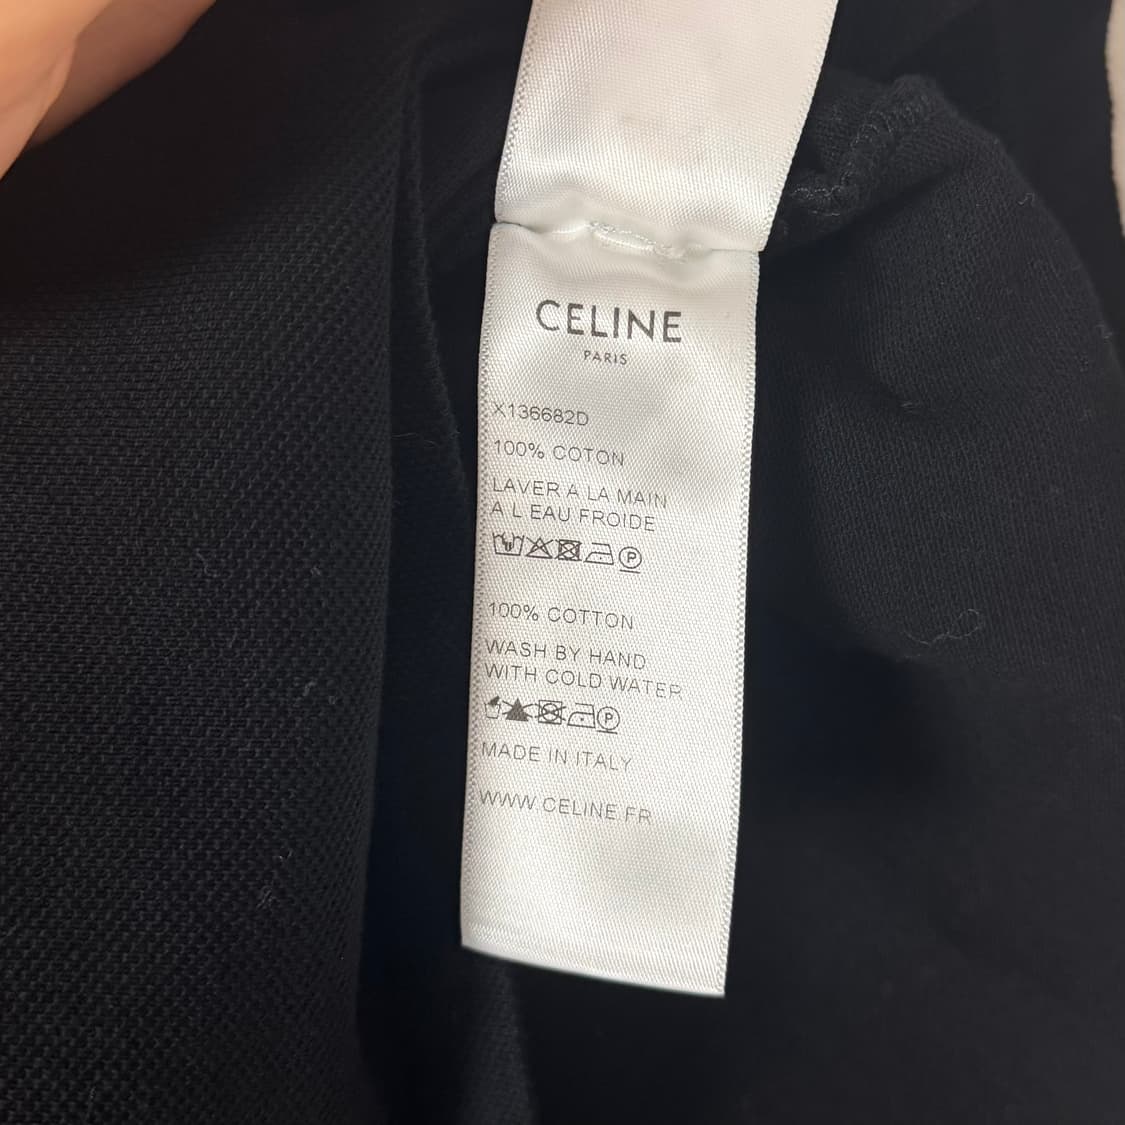 CELINE
PARIS
X136682D
100% COTON
LAVER A LA MAIN
A L EAU FROIDE
P
100% COTTON
WASH BY HAND
WITH COLD WATER
P
MADE IN ITALY
WWW.CELINE.FR